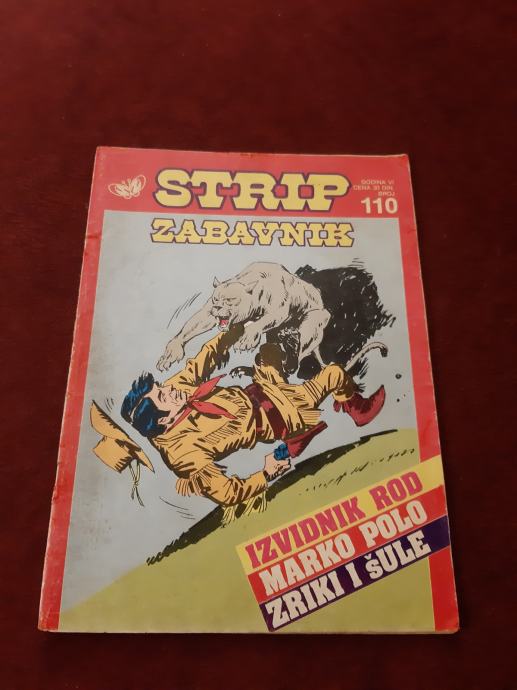 STRIP
ZABAVNIK
GODINA VI
CENA 30 DIN.
BROJ
110
IZVIDNIK ROD
MARKO POLO
ZRIKI I ŠULE